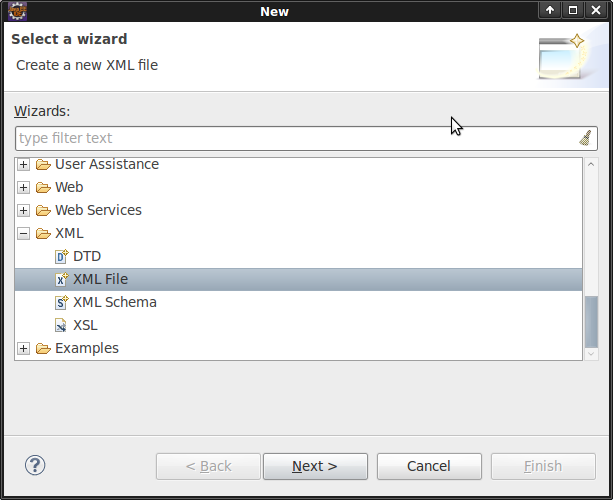 New
Select a wizard
Create a new XML file
Wizards:
type filter text
User Assistance
Web
Web Services
XML
DTD
XML File
XML Schema
XSL
Examples
< Back
Next >
Cancel
Finish